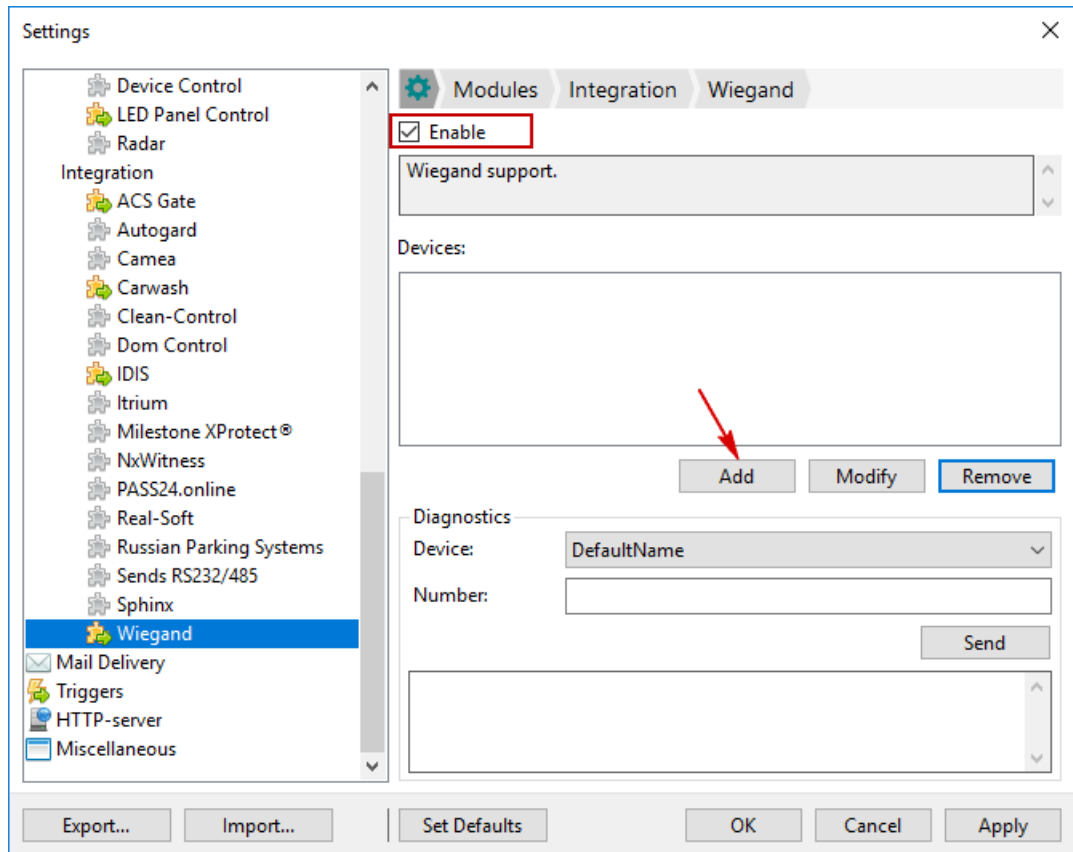 Settings
Device Control
LED Panel Control
Radar
Integration
ACS Gate
Autogard
Camea
Carwash
Clean-Control
Dom Control
IDIS
Itrium
Milestone XProtect®
NxWitness
PASS24.online
Real-Soft
Russian Parking Systems
Sends RS232/485
Sphinx
Wiegand
Mail Delivery
Triggers
HTTP-server
Miscellaneous
Modules Integration Wiegand
Enable
Wiegand support.
Devices:
Add Modify Remove
Diagnostics
Device: DefaultName
Number:
Send
Export... Import... Set Defaults OK Cancel Apply